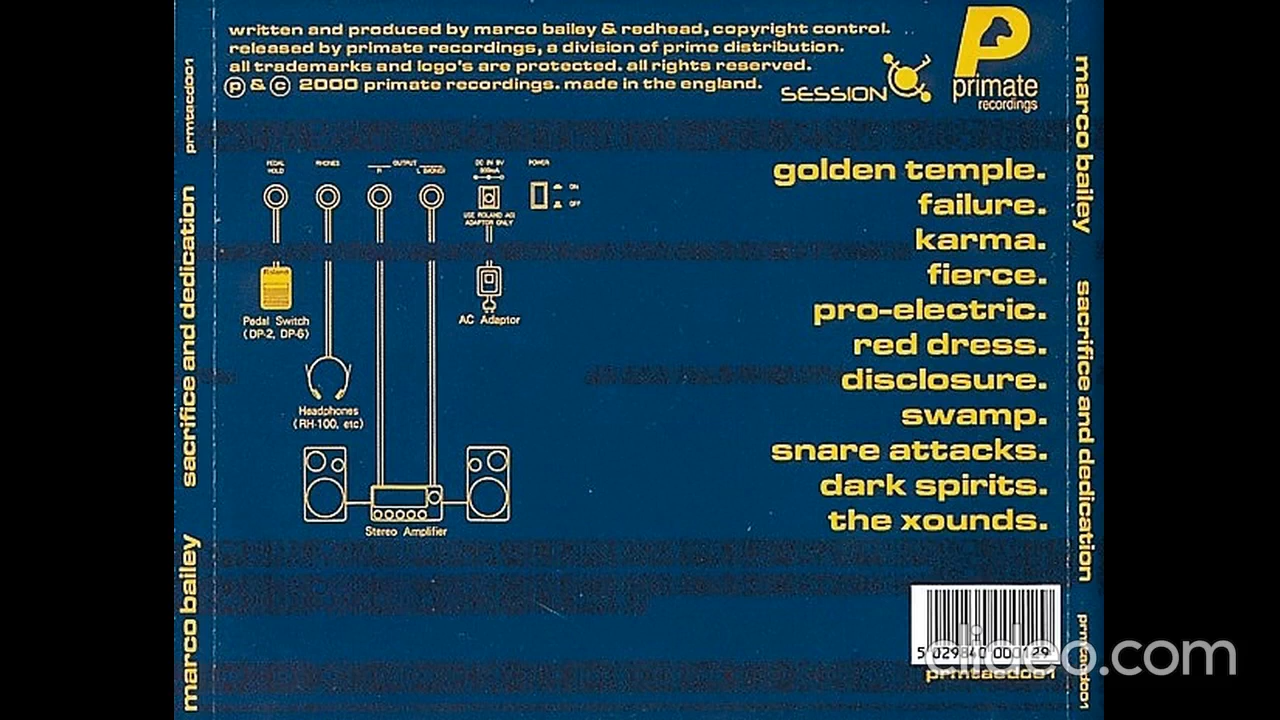 written and produced by marco bailey & redhead, copyright control.
released by primate recordings, a division of prime distribution.
all trademarks and logo's are protected. all rights reserved.
p & c 2000 primate recordings. made in the england.
SESSION
primate
recordings
prmtacd001
sacrifice and dedication
marco bailey
marco bailey
sacrifice and dedication
prmtacd001
PEDAL
HOLD
PHONES
OUTPUT
R
L (MONO)
DC IN 9V
POWER
ON
OFF
USE ROLAND ACI
ADAPTOR ONLY
Roland
Pedal Switch
(DP-2, DP-6)
AC Adaptor
Headphones
(RH-100, etc)
Stereo Amplifier
golden temple.
failure.
karma.
fierce.
pro-electric.
red dress.
disclosure.
swamp.
snare attacks.
dark spirits.
the xounds.
5 029840 000129
prmtacd001
clideo.com